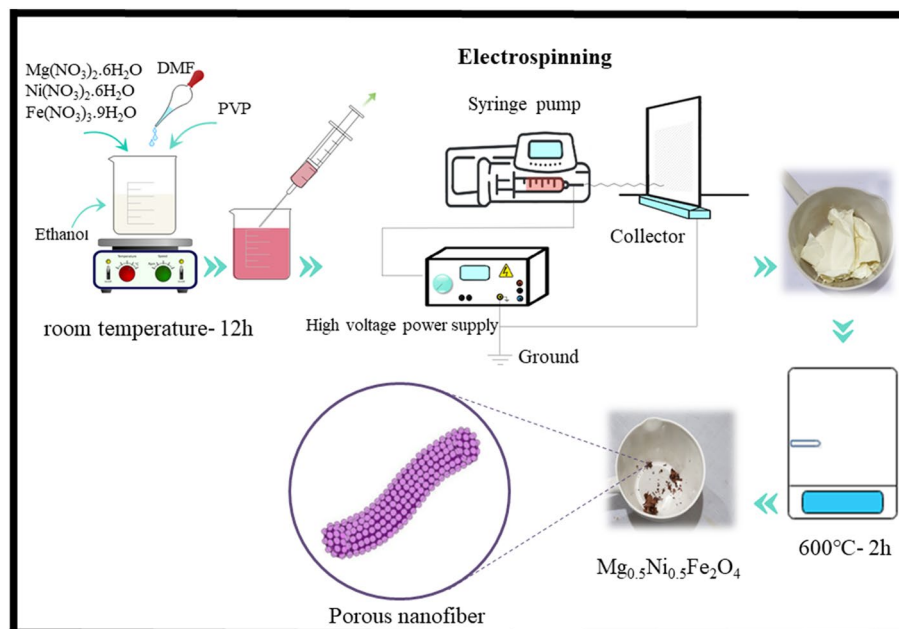 Electrospinning
Mg(NO₃)₂.6H₂O
Ni(NO₃)₂.6H₂O
Fe(NO₃)₃.9H₂O
DMF
PVP
Ethanol
room temperature- 12h
Syringe pump
Collector
High voltage power supply
Ground
600°C- 2h
Mg₀.₅Ni₀.₅Fe₂O₄
Porous nanofiber